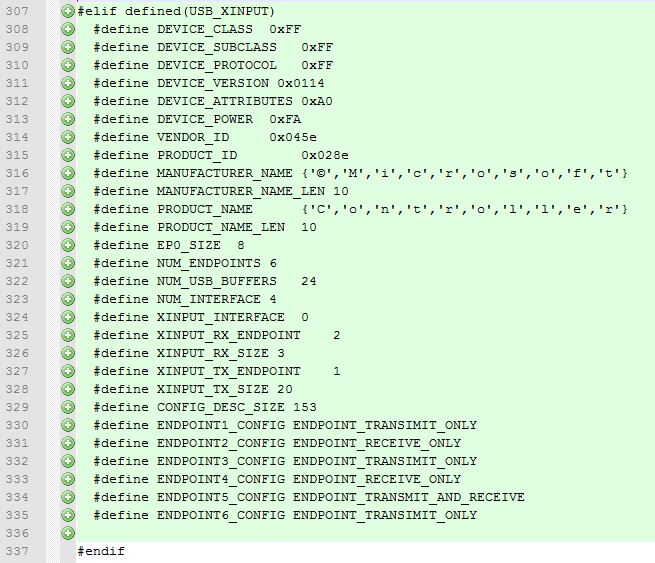 307 #elif defined(USB_XINPUT)
308 #define DEVICE_CLASS 0xFF
309 #define DEVICE_SUBCLASS 0xFF
310 #define DEVICE_PROTOCOL 0xFF
311 #define DEVICE_VERSION 0x0114
312 #define DEVICE_ATTRIBUTES 0xA0
313 #define DEVICE_POWER 0xFA
314 #define VENDOR_ID 0x045e
315 #define PRODUCT_ID 0x028e
316 #define MANUFACTURER_NAME {'©','M','i','c','r','o','s','o','f','t'}
317 #define MANUFACTURER_NAME_LEN 10
318 #define PRODUCT_NAME {'C','o','n','t','r','o','l','l','e','r'}
319 #define PRODUCT_NAME_LEN 10
320 #define EP0_SIZE 8
321 #define NUM_ENDPOINTS 6
322 #define NUM_USB_BUFFERS 24
323 #define NUM_INTERFACE 4
324 #define XINPUT_INTERFACE 0
325 #define XINPUT_RX_ENDPOINT 2
326 #define XINPUT_RX_SIZE 3
327 #define XINPUT_TX_ENDPOINT 1
328 #define XINPUT_TX_SIZE 20
329 #define CONFIG_DESC_SIZE 153
330 #define ENDPOINT1_CONFIG ENDPOINT_TRANSIMIT_ONLY
331 #define ENDPOINT2_CONFIG ENDPOINT_RECEIVE_ONLY
332 #define ENDPOINT3_CONFIG ENDPOINT_TRANSIMIT_ONLY
333 #define ENDPOINT4_CONFIG ENDPOINT_RECEIVE_ONLY
334 #define ENDPOINT5_CONFIG ENDPOINT_TRANSMIT_AND_RECEIVE
335 #define ENDPOINT6_CONFIG ENDPOINT_TRANSIMIT_ONLY
336
337 #endif